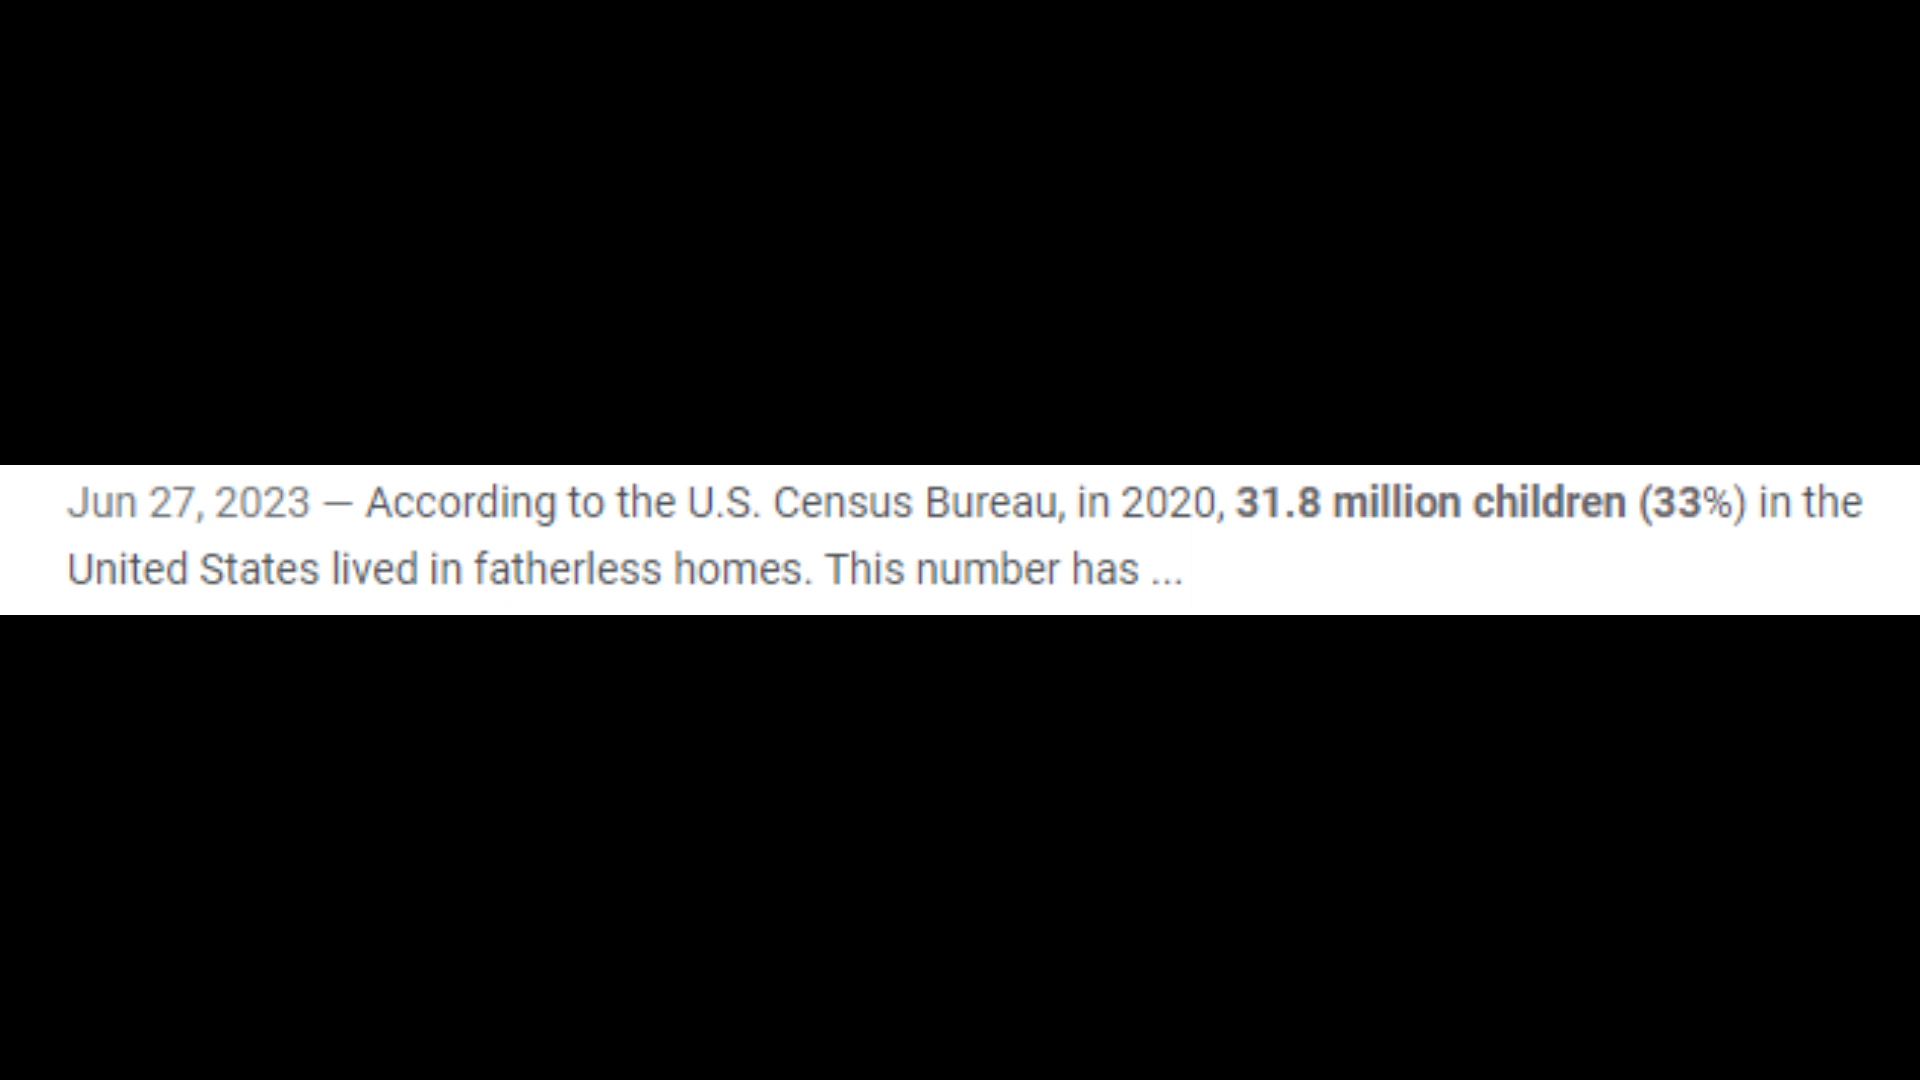 Jun 27, 2023 — According to the U.S. Census Bureau, in 2020, 31.8 million children (33%) in the
United States lived in fatherless homes. This number has ...